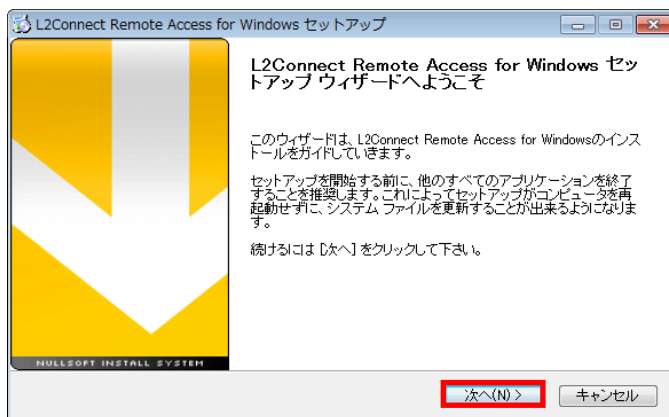 L2Connect Remote Access for Windows セットアップ
L2Connect Remote Access for Windows セッ
トアップ ウィザードへようこそ
このウィザードは、L2Connect Remote Access for Windowsのインス
トールをガイドしていきます。
セットアップを開始する前に、他のすべてのアプリケーションを終了
することを推奨します。これによってセットアップがコンピュータを再
起動せずに、システム ファイルを更新することが出来るようになりま
す。
続けるには [次へ] をクリックして下さい。
NULLSOFT INSTALL SYSTEM
次へ(N) >
キャンセル